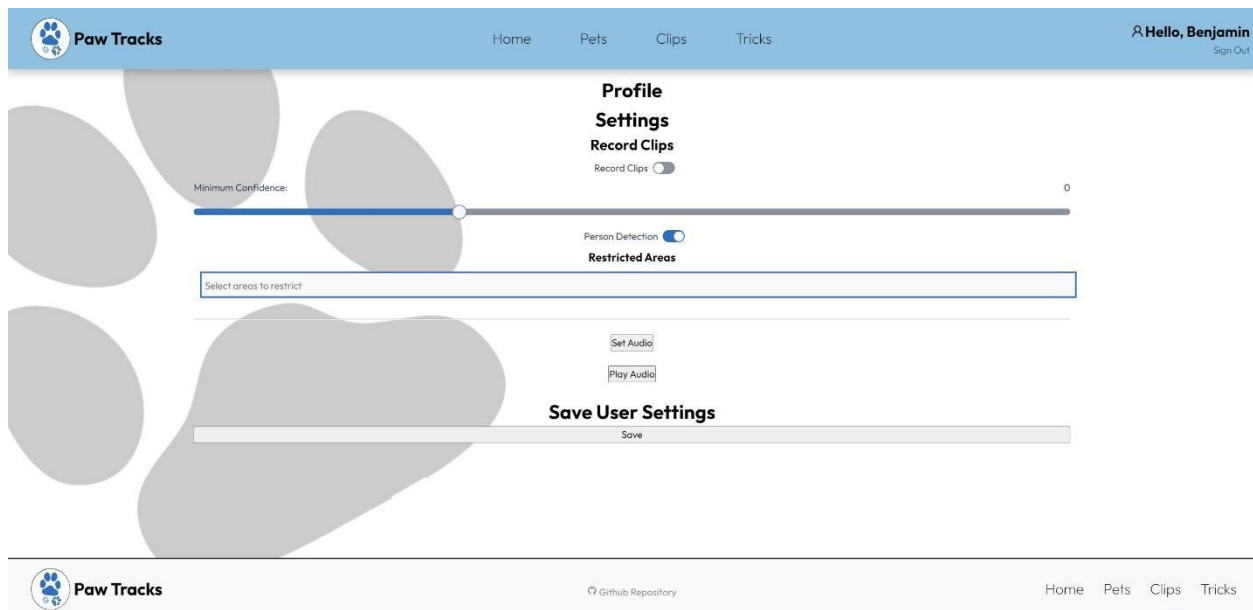 Paw Tracks Home Pets Clips Tricks Hello, Benjamin
Sign Out
Profile
Settings
Record Clips
Record Clips
Minimum Confidence: 0
Person Detection
Restricted Areas
Select areas to restrict
Set Audio
Play Audio
Save User Settings
Save
Paw Tracks Github Repository Home Pets Clips Tricks